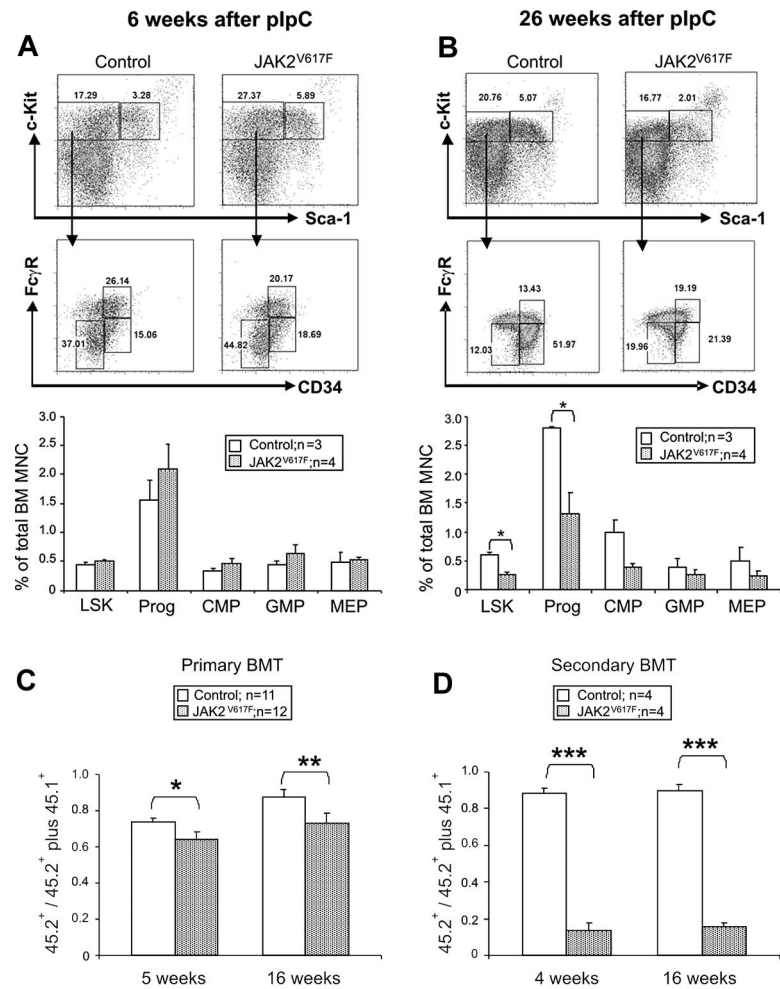 6 weeks after pIpC
26 weeks after pIpC
A
Control
JAK2V617F
17.29
3.28
27.37
5.89
c-Kit
Sca-1
26.14
15.06
37.01
20.17
18.69
44.82
FcγR
CD34
3.0
2.5
2.0
1.5
1.0
0.5
0
% of total BM MNC
Control;n=3
JAK2V617F;n=4
LSK Prog CMP GMP MEP
B
Control
JAK2V617F
20.76
5.07
16.77
2.01
c-Kit
Sca-1
13.43
12.03
51.97
19.19
19.96
21.39
FcγR
CD34
3.0
2.5
2.0
1.5
1.0
0.5
0
% of total BM MNC
*
*
Control;n=3
JAK2V617F;n=4
LSK Prog CMP GMP MEP
C
Primary BMT
Control; n=11
JAK2V617F;n=12
1.0
0.8
0.6
0.4
0.2
0
45.2+ / 45.2+ plus 45.1+
*
**
5 weeks 16 weeks
D
Secondary BMT
Control; n=4
JAK2V617F;n=4
1.0
0.8
0.6
0.4
0.2
0
45.2+ / 45.2+ plus 45.1+
***
***
4 weeks 16 weeks